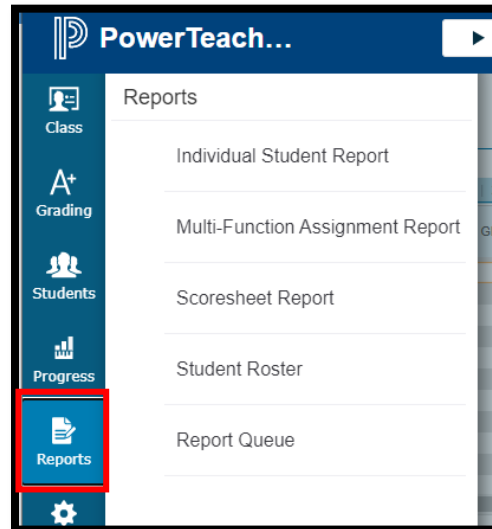 PowerTeach...
Class
Grading
Students
Progress
Reports
Reports
Individual Student Report
Multi-Function Assignment Report
Scoresheet Report
Student Roster
Report Queue